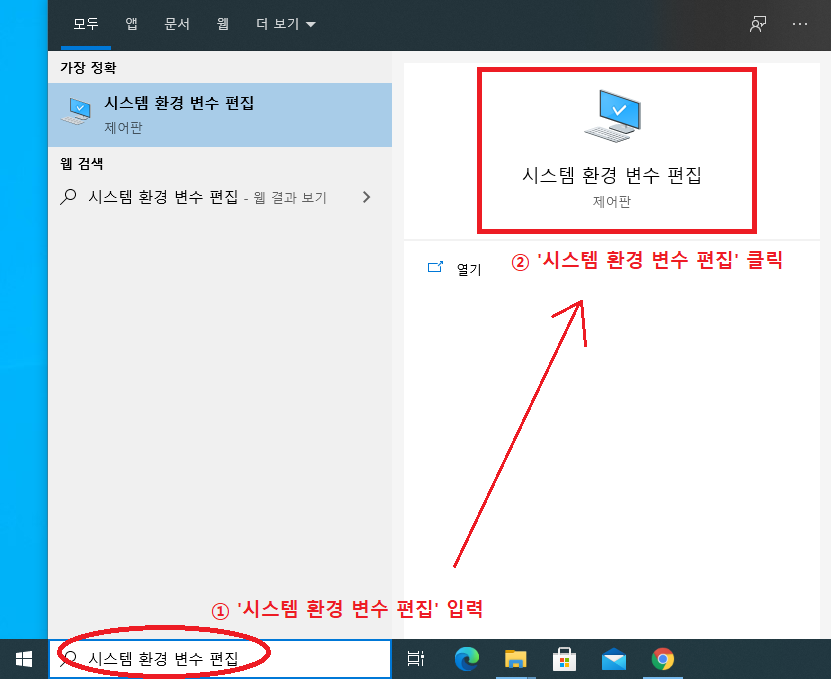 모두 앱 문서 웹 더 보기
가장 정확
시스템 환경 변수 편집
제어판
웹 검색
시스템 환경 변수 편집 - 웹 결과 보기
시스템 환경 변수 편집
제어판
열기
② '시스템 환경 변수 편집' 클릭
① '시스템 환경 변수 편집' 입력
시스템 환경 변수 편집